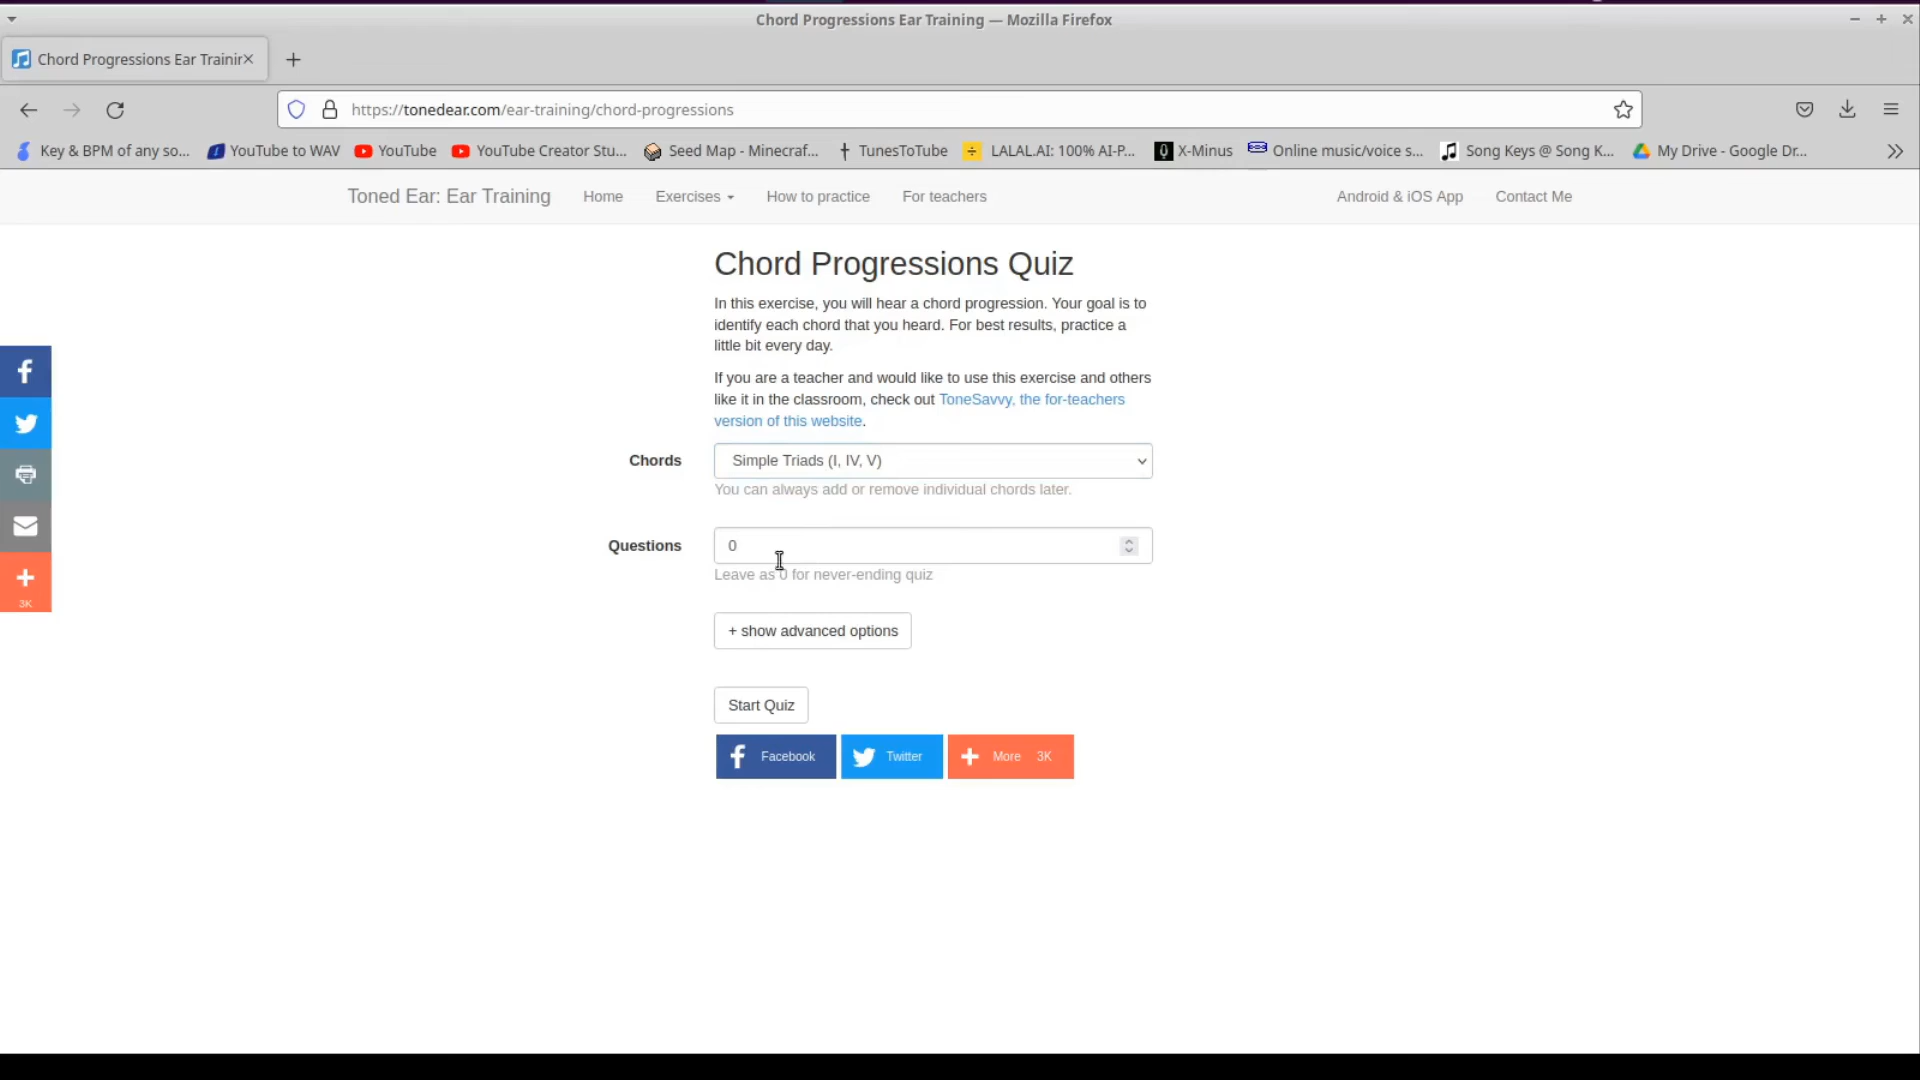 Chord Progressions Ear Training — Mozilla Firefox
Chord Progressions Ear Trainin
https://tonedear.com/ear-training/chord-progressions
Key & BPM of any so... YouTube to WAV YouTube YouTube Creator Stu... Seed Map - Minecraf... TunesToTube LALAL.AI: 100% AI-P... X-Minus Online music/voice s... Song Keys @ Song K... My Drive - Google Dr...
Toned Ear: Ear Training Home Exercises How to practice For teachers Android & iOS App Contact Me
Chord Progressions Quiz
In this exercise, you will hear a chord progression. Your goal is to
identify each chord that you heard. For best results, practice a
little bit every day.
If you are a teacher and would like to use this exercise and others
like it in the classroom, check out ToneSavvy, the for-teachers
version of this website.
Chords Simple Triads (I, IV, V)
You can always add or remove individual chords later.
Questions 0
Leave as 0 for never-ending quiz
+ show advanced options
3K
Start Quiz
Facebook Twitter More 3K